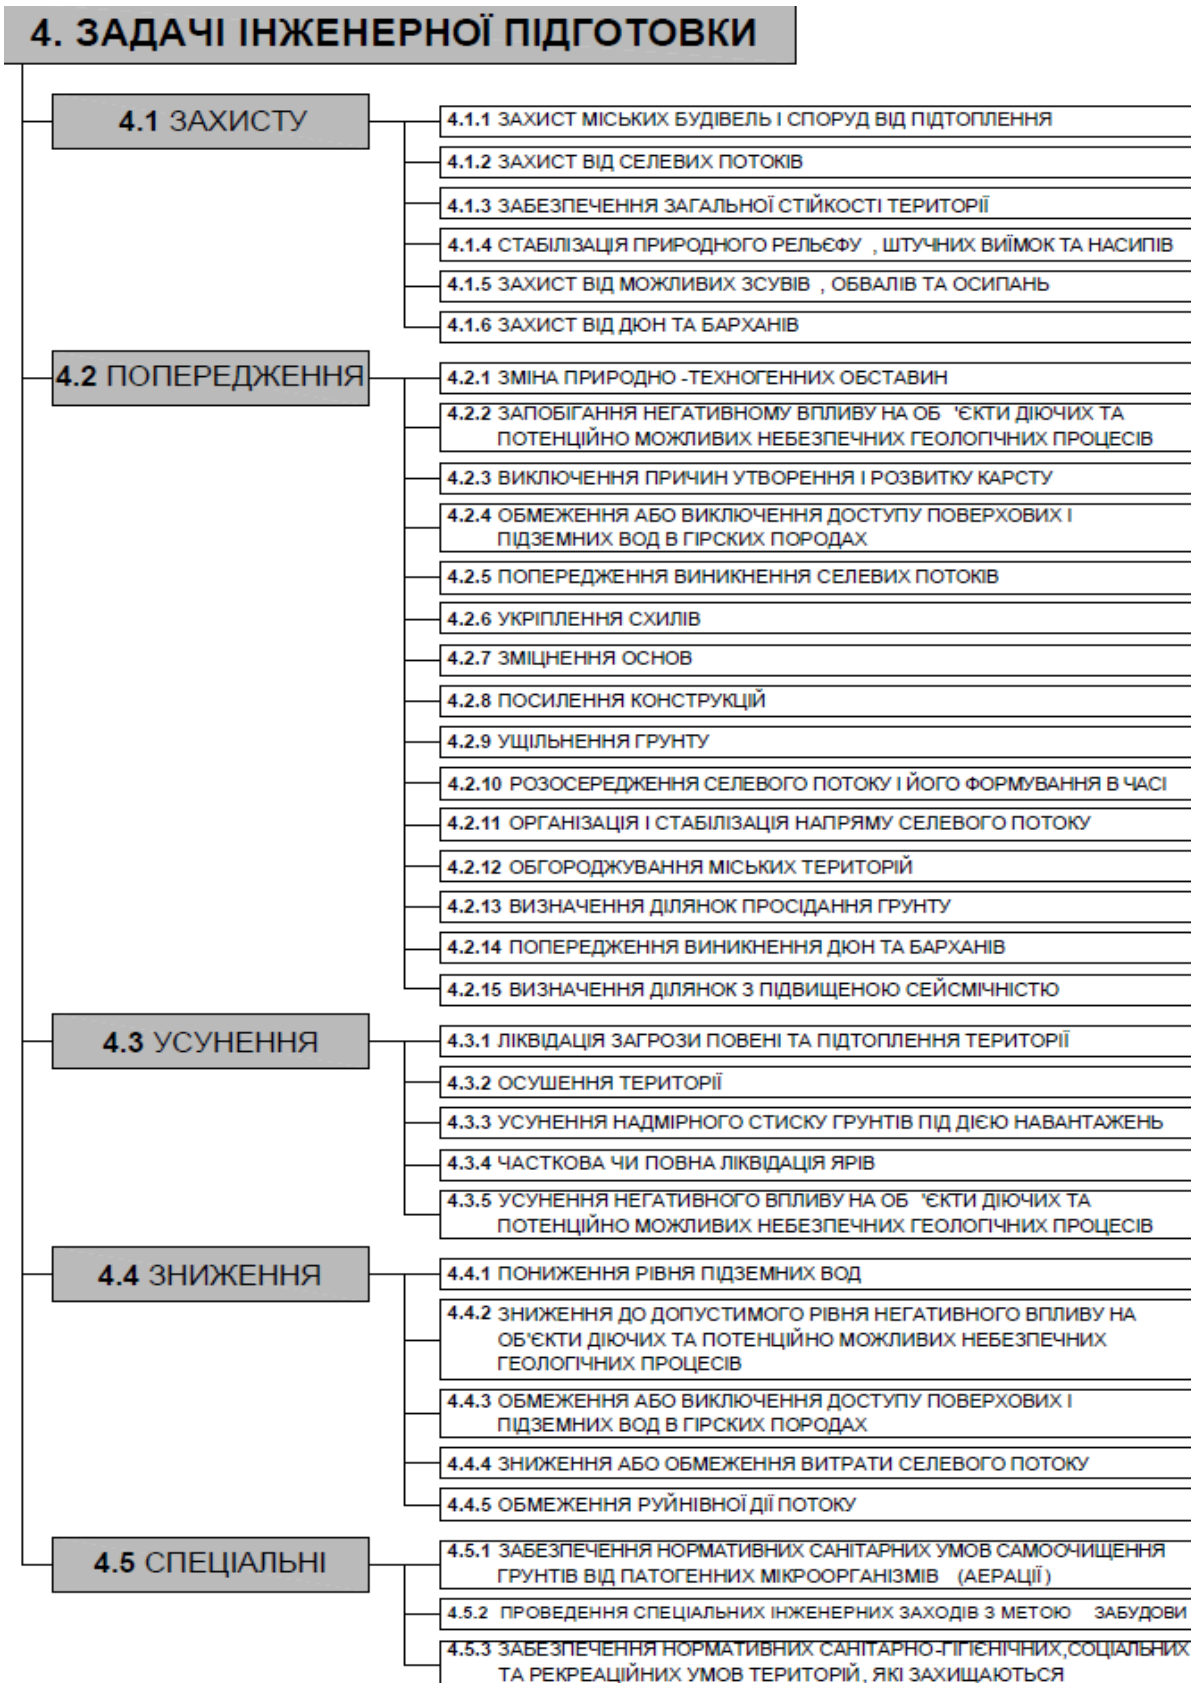 4. ЗАДАЧІ ІНЖЕНЕРНОЇ ПІДГОТОВКИ
4.1 ЗАХИСТУ
4.1.1 ЗАХИСТ МІСЬКИХ БУДІВЕЛЬ І СПОРУД ВІД ПІДТОПЛЕННЯ
4.1.2 ЗАХИСТ ВІД СЕЛЕВИХ ПОТОКІВ
4.1.3 ЗАБЕЗПЕЧЕННЯ ЗАГАЛЬНОЇ СТІЙКОСТІ ТЕРИТОРІЇ
4.1.4 СТАБІЛІЗАЦІЯ ПРИРОДНОГО РЕЛЬЄФУ , ШТУЧНИХ ВИЇМОК ТА НАСИПІВ
4.1.5 ЗАХИСТ ВІД МОЖЛИВИХ ЗСУВІВ , ОБВАЛІВ ТА ОСИПАНЬ
4.1.6 ЗАХИСТ ВІД ДЮН ТА БАРХАНІВ
4.2 ПОПЕРЕДЖЕННЯ
4.2.1 ЗМІНА ПРИРОДНО -ТЕХНОГЕННИХ ОБСТАВИН
4.2.2 ЗАПОБІГАННЯ НЕГАТИВНОМУ ВПЛИВУ НА ОБ 'ЄКТИ ДІЮЧИХ ТА
ПОТЕНЦІЙНО МОЖЛИВИХ НЕБЕЗПЕЧНИХ ГЕОЛОГІЧНИХ ПРОЦЕСІВ
4.2.3 ВИКЛЮЧЕННЯ ПРИЧИН УТВОРЕННЯ І РОЗВИТКУ КАРСТУ
4.2.4 ОБМЕЖЕННЯ АБО ВИКЛЮЧЕННЯ ДОСТУПУ ПОВЕРХОВИХ І
ПІДЗЕМНИХ ВОД В ГІРСКИХ ПОРОДАХ
4.2.5 ПОПЕРЕДЖЕННЯ ВИНИКНЕННЯ СЕЛЕВИХ ПОТОКІВ
4.2.6 УКРІПЛЕННЯ СХИЛІВ
4.2.7 ЗМІЦНЕННЯ ОСНОВ
4.2.8 ПОСИЛЕННЯ КОНСТРУКЦІЙ
4.2.9 УЩІЛЬНЕННЯ ГРУНТУ
4.2.10 РОЗОСЕРЕДЖЕННЯ СЕЛЕВОГО ПОТОКУ І ЙОГО ФОРМУВАННЯ В ЧАСІ
4.2.11 ОРГАНІЗАЦІЯ І СТАБІЛІЗАЦІЯ НАПРЯМУ СЕЛЕВОГО ПОТОКУ
4.2.12 ОБГОРОДЖУВАННЯ МІСЬКИХ ТЕРИТОРІЙ
4.2.13 ВИЗНАЧЕННЯ ДІЛЯНОК ПРОСІДАННЯ ГРУНТУ
4.2.14 ПОПЕРЕДЖЕННЯ ВИНИКНЕННЯ ДЮН ТА БАРХАНІВ
4.2.15 ВИЗНАЧЕННЯ ДІЛЯНОК З ПІДВИЩЕНОЮ СЕЙСМІЧНІСТЮ
4.3 УСУНЕННЯ
4.3.1 ЛІКВІДАЦІЯ ЗАГРОЗИ ПОВЕНІ ТА ПІДТОПЛЕННЯ ТЕРИТОРІЇ
4.3.2 ОСУШЕННЯ ТЕРИТОРІЇ
4.3.3 УСУНЕННЯ НАДМІРНОГО СТИСКУ ГРУНТІВ ПІД ДІЄЮ НАВАНТАЖЕНЬ
4.3.4 ЧАСТКОВА ЧИ ПОВНА ЛІКВІДАЦІЯ ЯРІВ
4.3.5 УСУНЕННЯ НЕГАТИВНОГО ВПЛИВУ НА ОБ 'ЄКТИ ДІЮЧИХ ТА
ПОТЕНЦІЙНО МОЖЛИВИХ НЕБЕЗПЕЧНИХ ГЕОЛОГІЧНИХ ПРОЦЕСІВ
4.4 ЗНИЖЕННЯ
4.4.1 ПОНИЖЕННЯ РІВНЯ ПІДЗЕМНИХ ВОД
4.4.2 ЗНИЖЕННЯ ДО ДОПУСТИМОГО РІВНЯ НЕГАТИВНОГО ВПЛИВУ НА
ОБ'ЄКТИ ДІЮЧИХ ТА ПОТЕНЦІЙНО МОЖЛИВИХ НЕБЕЗПЕЧНИХ
ГЕОЛОГІЧНИХ ПРОЦЕСІВ
4.4.3 ОБМЕЖЕННЯ АБО ВИКЛЮЧЕННЯ ДОСТУПУ ПОВЕРХОВИХ І
ПІДЗЕМНИХ ВОД В ГІРСКИХ ПОРОДАХ
4.4.4 ЗНИЖЕННЯ АБО ОБМЕЖЕННЯ ВИТРАТИ СЕЛЕВОГО ПОТОКУ
4.4.5 ОБМЕЖЕННЯ РУЙНІВНОЇ ДІЇ ПОТОКУ
4.5 СПЕЦІАЛЬНІ
4.5.1 ЗАБЕЗПЕЧЕННЯ НОРМАТИВНИХ САНІТАРНИХ УМОВ САМООЧИЩЕННЯ
ГРУНТІВ ВІД ПАТОГЕННИХ МІКРООРГАНІЗМІВ (АЕРАЦІЇ)
4.5.2 ПРОВЕДЕННЯ СПЕЦІАЛЬНИХ ІНЖЕНЕРНИХ ЗАХОДІВ З МЕТОЮ ЗАБУДОВИ
4.5.3 ЗАБЕЗПЕЧЕННЯ НОРМАТИВНИХ САНІТАРНО-ГІГІЄНІЧНИХ,СОЦІАЛЬНИХ
ТА РЕКРЕАЦІЙНИХ УМОВ ТЕРИТОРІЙ, ЯКІ ЗАХИЩАЮТЬСЯ